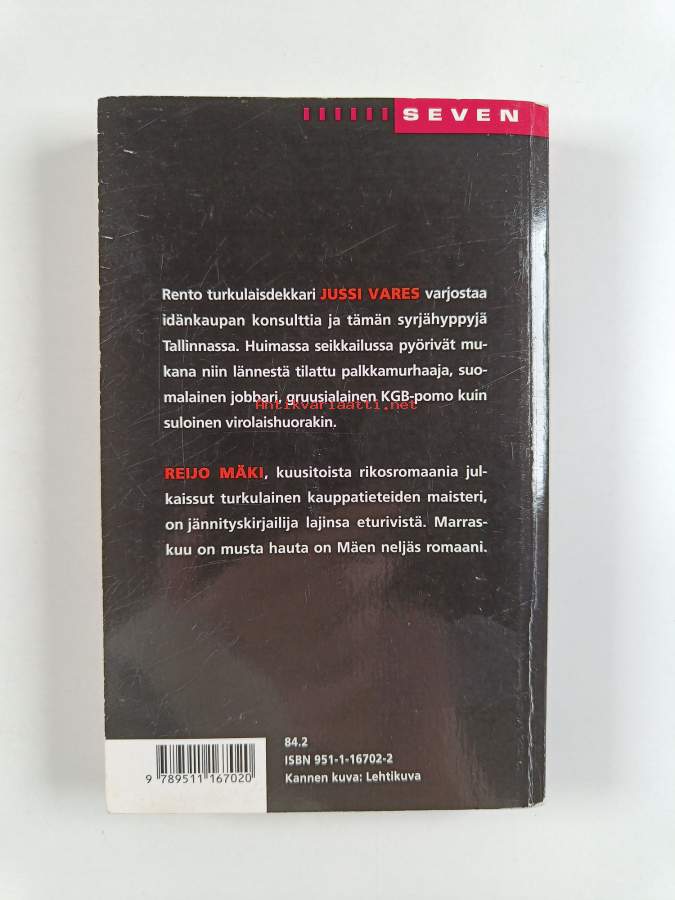 SEVEN
Rento turkulaisdekkari JUSSI VARES varjostaa
idänkaupan konsulttia ja tämän syrjähyppyjä
Tallinnassa. Huimassa seikkailussa pyörivät mu-
kana niin lännestä tilattu palkkamurhaaja, suo-
malainen jobbari, gruusialainen KGB-pomo kuin
Antikvariaatti.net
suloinen virolaishuorakin.
REIJO MÄKI, kuusitoista rikosromaania jul-
kaissut turkulainen kauppatieteiden maisteri,
on jännityskirjailija lajinsa eturivistä. Marras-
kuu on musta hauta on Mäen neljäs romaani.
84.2
ISBN 951-1-16702-2
Kannen kuva: Lehtikuva
9 789511 167020